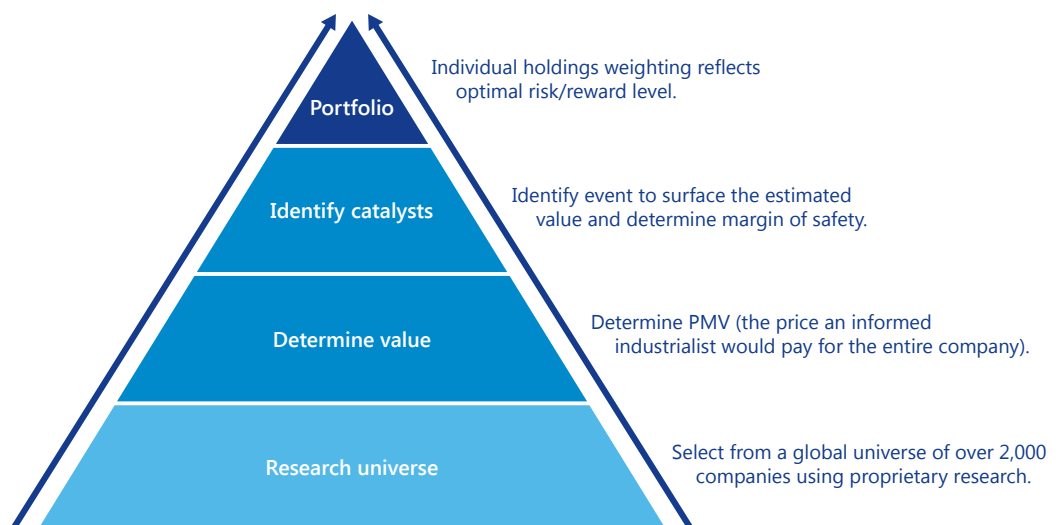 Individual holdings weighting reflects
optimal risk/reward level.
Portfolio
Identify event to surface the estimated
value and determine margin of safety.
Identify catalysts
Determine PMV (the price an informed
industrialist would pay for the entire company).
Determine value
Select from a global universe of over 2,000
companies using proprietary research.
Research universe